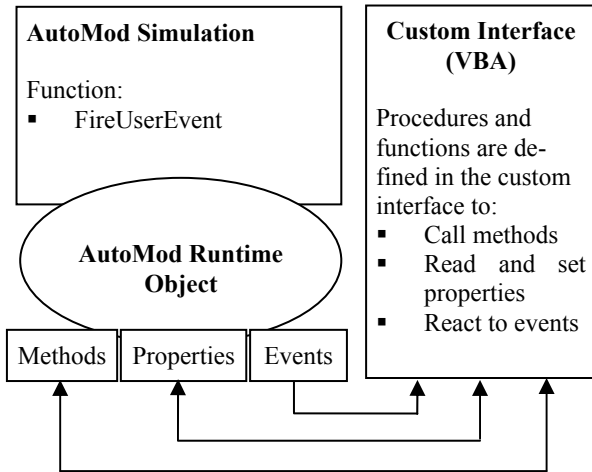 AutoMod Simulation
Function:
▪ FireUserEvent
AutoMod Runtime
Object
Methods
Properties
Events
Custom Interface
(VBA)
Procedures and
functions are de-
fined in the custom
interface to:
▪ Call methods
▪ Read and set
properties
▪ React to events